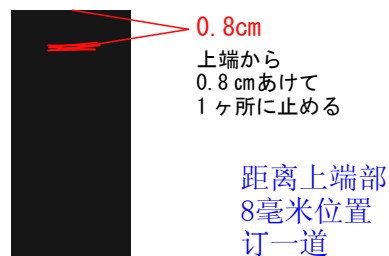 0.8cm
上端から
0.8㎝あけて
1ヶ所に止める
距离上端部
8毫米位置
订一道